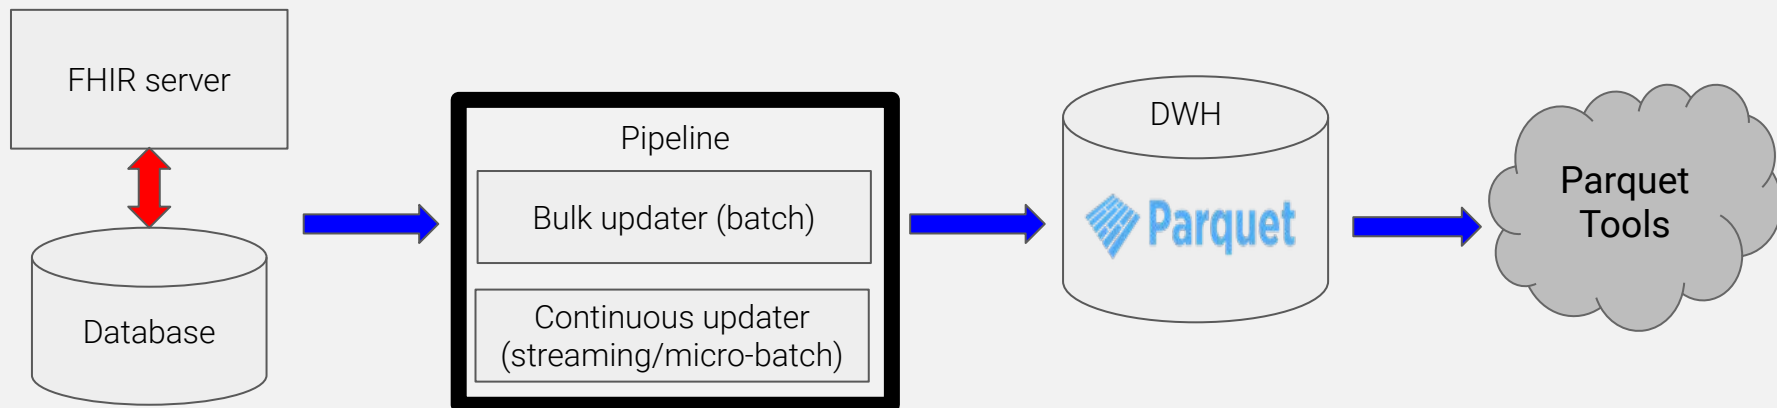 FHIR server
Database
Pipeline
Bulk updater (batch)
Continuous updater
(streaming/micro-batch)
DWH
Parquet
Parquet
Tools